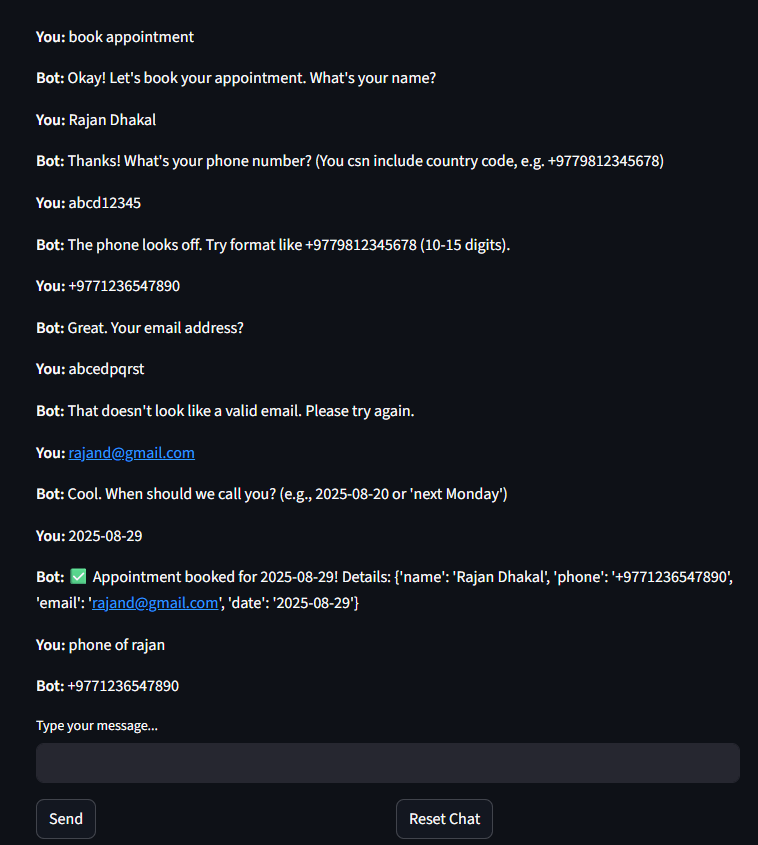 You: book appointment
Bot: Okay! Let's book your appointment. What's your name?
You: Rajan Dhakal
Bot: Thanks! What's your phone number? (You csn include country code, e.g. +9779812345678)
You: abcd12345
Bot: The phone looks off. Try format like +9779812345678 (10-15 digits).
You: +9771236547890
Bot: Great. Your email address?
You: abcedpqrst
Bot: That doesn't look like a valid email. Please try again.
You: rajand@gmail.com
Bot: Cool. When should we call you? (e.g., 2025-08-20 or 'next Monday')
You: 2025-08-29
Bot: ✅ Appointment booked for 2025-08-29! Details: {'name': 'Rajan Dhakal', 'phone': '+9771236547890',
'email': 'rajand@gmail.com', 'date': '2025-08-29'}
You: phone of rajan
Bot: +9771236547890
Type your message...
Send
Reset Chat